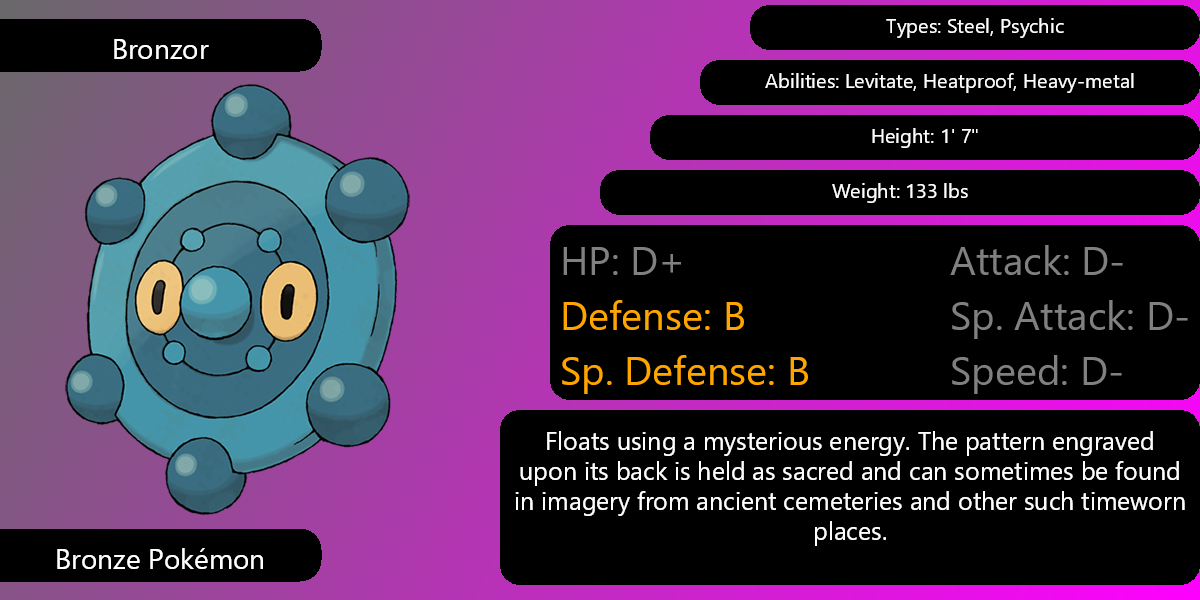 Bronzor
Types: Steel, Psychic
Abilities: Levitate, Heatproof, Heavy-metal
Height: 1' 7"
Weight: 133 lbs
HP: D+
Attack: D-
Defense: B
Sp. Attack: D-
Sp. Defense: B
Speed: D-
Floats using a mysterious energy. The pattern engraved
upon its back is held as sacred and can sometimes be found
in imagery from ancient cemeteries and other such timeworn
places.
Bronze Pokémon